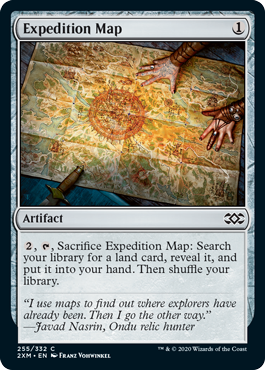 Expedition Map 1
Artifact
2, T, Sacrifice Expedition Map: Search
your library for a land card, reveal it, and
put it into your hand. Then shuffle your
library.
“I use maps to find out where explorers have
already been. Then I go the other way.”
—Javad Nasrin, Ondu relic hunter
255/332 C
2XM • EN Franz Vohwinkel
™ & © 2020 Wizards of the Coast